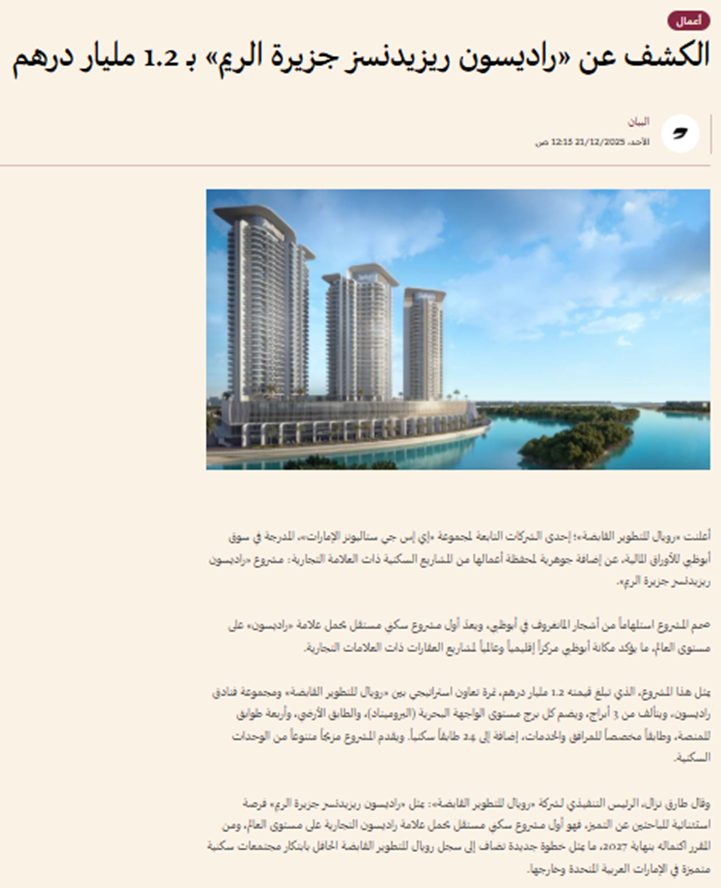 أعمال
الكشف عن «راديسون ريزيدنسز جزيرة الريم» بـ 1.2 مليار درهم
البيان
الأحد، 21/12/2025 12:13 ص
أعلنت «رويال للتطوير القابضة»؛ إحدى الشركات التابعة لمجموعة «إي إس جي ستاليونز الإمارات»، المدرجة في سوق
أبوظبي للأوراق المالية، عن إضافة جوهرية لمحفظة أعمالها من المشاريع السكنية ذات العلامة التجارية: مشروع «راديسون
ريزيدنسز جزيرة الريم».
صمم المشروع استلهاماً من أشجار المانغروف في أبوظبي، ويعدّ أول مشروع سكني مستقل يحمل علامة «راديسون» على
مستوى العالم، ما يؤكد مكانة أبوظبي مركزاً إقليمياً وعالمياً لمشاريع العقارات ذات العلامات التجارية.
يمثل هذا المشروع، الذي تبلغ قيمته 1.2 مليار درهم، ثمرة تعاون استراتيجي بين «رويال للتطوير القابضة» ومجموعة فنادق
راديسون، ويتألف من 3 أبراج، ويضم كل برج مستوى الواجهة البحرية (البروميناد)، والطابق الأرضي، وأربعة طوابق
للمنصة، وطابقاً مخصصاً للمرافق والخدمات، إضافة إلى 24 طابقاً سكنياً. ويقدم المشروع مزيجاً متنوعاً من الوحدات
السكنية.
وقال طارق نزال، الرئيس التنفيذي لشركة «رويال للتطوير القابضة»: يمثل «راديسون ريزيدنسز جزيرة الريم» فرصة
استثنائية للباحثين عن التميز، فهو أول مشروع سكني مستقل يحمل علامة راديسون التجارية على مستوى العالم، ومن
المقرر اكتماله بنهاية 2027، ما يمثل خطوة جديدة تضاف إلى سجل رويال للتطوير القابضة الحافل بابتكار مجتمعات سكنية
متميزة في الإمارات العربية المتحدة وخارجها.